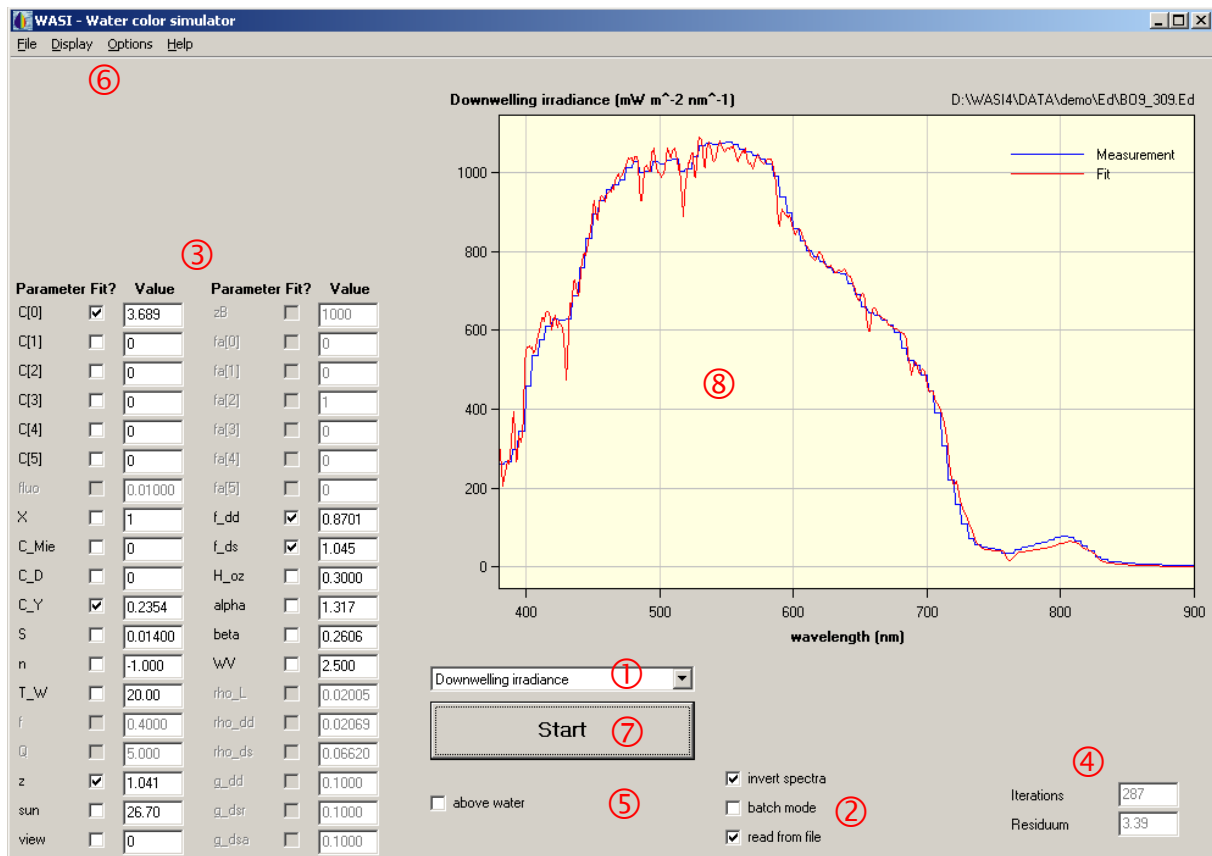 WASI - Water color simulator
File Display Options Help
⑥
Downwelling irradiance (mW m^-2 nm^-1) D:\WASI4\DATA\demo\Ed\B09_309.Ed
Measurement
Fit
1000
800
600
400
200
0
400 500 600 700 800 900
wavelength (nm)
⑧
③
Parameter Fit? Value Parameter Fit? Value
C[0] 3.689 zB 1000
C[1] 0 fa[0] 0
C[2] 0 fa[1] 0
C[3] 0 fa[2] 1
C[4] 0 fa[3] 0
C[5] 0 fa[4] 0
fluo 0.01000 fa[5] 0
X 1 f_dd 0.8701
C_Mie 0 f_ds 1.045
C_D 0 H_oz 0.3000
C_Y 0.2354 alpha 1.317
S 0.01400 beta 0.2606
n -1.000 WV 2.500
T_W 20.00 rho_L 0.02005
f 0.4000 rho_dd 0.02069
Q 5.000 rho_ds 0.06620
z 1.041 g_dd 0.1000
sun 26.70 g_dsr 0.1000
view 0 g_dsa 0.1000
Downwelling irradiance ①
Start ⑦
above water ⑤
invert spectra
batch mode ②
read from file
④
Iterations 287
Residuum 3.39